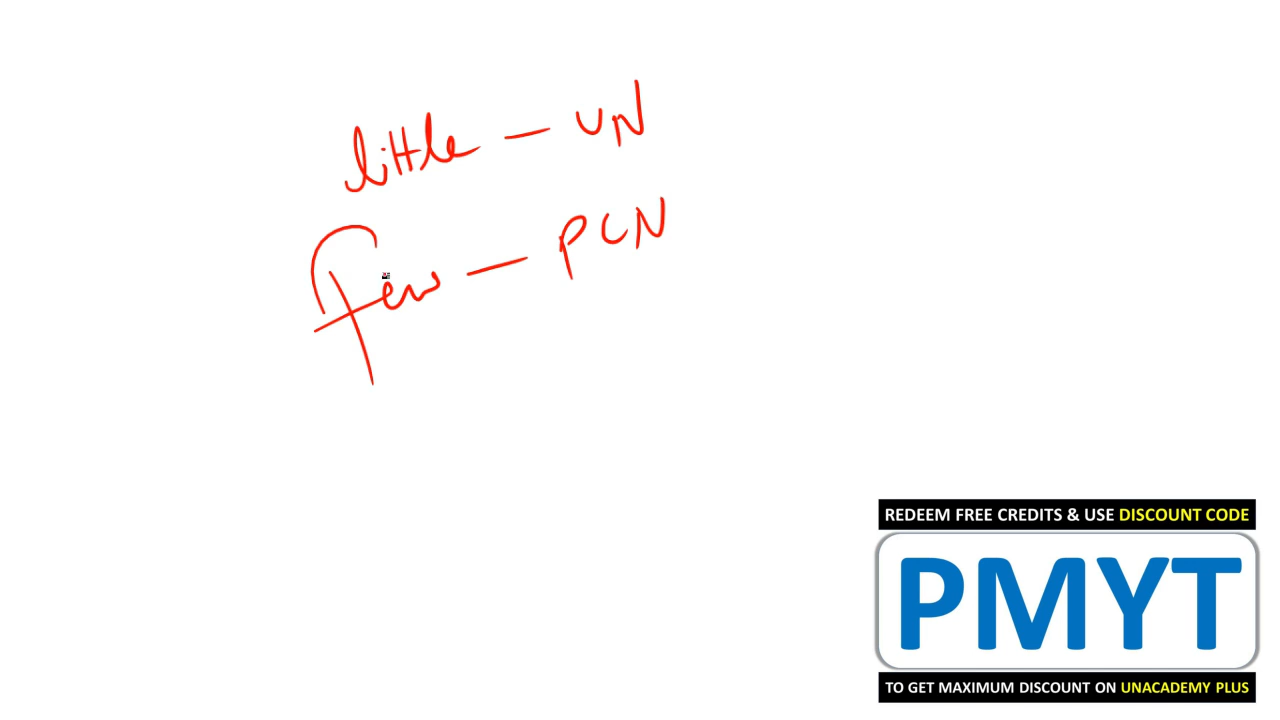 little – UN
few – PCN
REDEEM FREE CREDITS & USE DISCOUNT CODE
PMYT
TO GET MAXIMUM DISCOUNT ON UNACADEMY PLUS